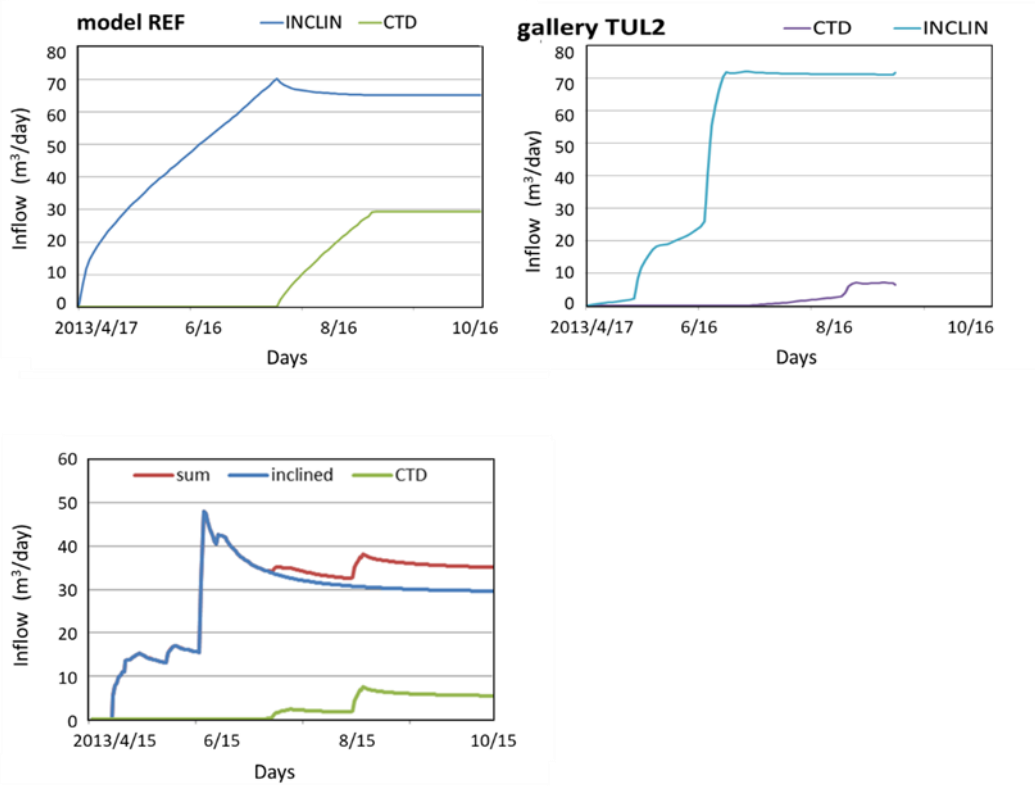 model REF
INCLIN
CTD
80
70
60
50
40
30
20
10
0
Inflow (m³/day)
2013/4/17
6/16
8/16
10/16
Days
gallery TUL2
CTD
INCLIN
80
70
60
50
40
30
20
10
0
Inflow (m³/day)
2013/4/17
6/16
8/16
10/16
Days
sum
inclined
CTD
60
50
40
30
20
10
0
Inflow (m³/day)
2013/4/15
6/15
8/15
10/15
Days